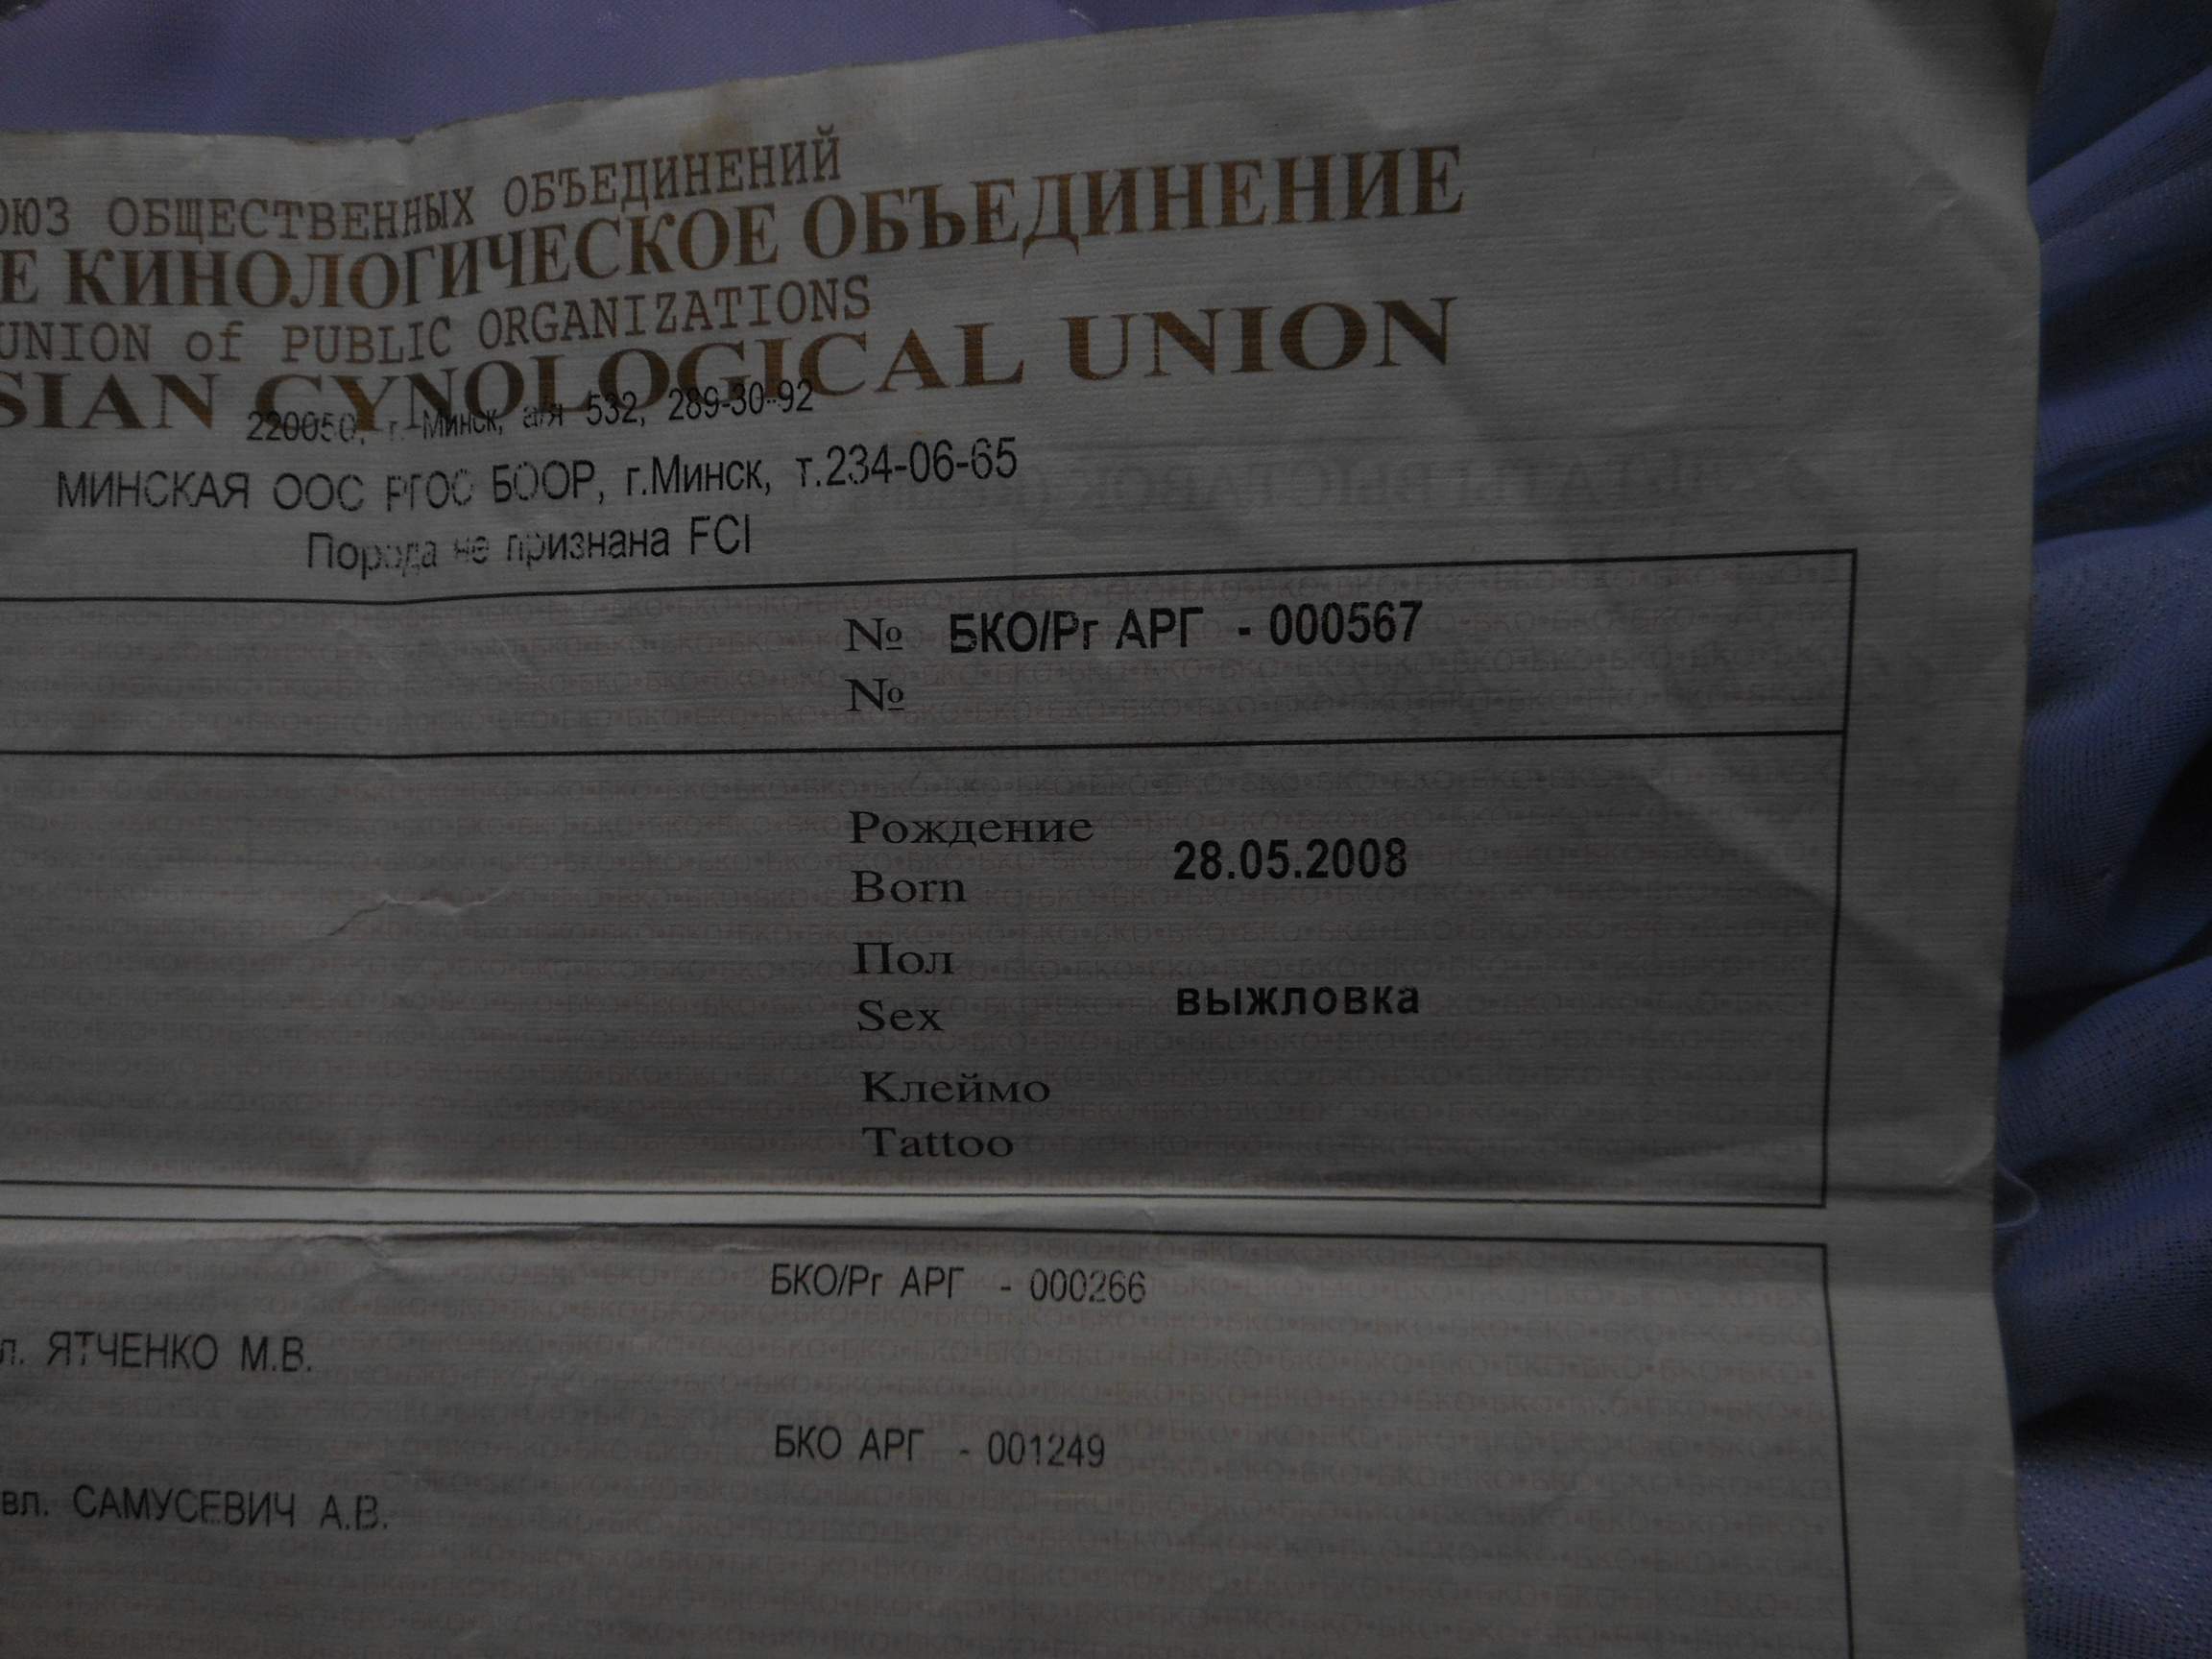 ОЮЗ ОБЩЕСТВЕННЫХ ОБЪЕДИНЕНИЙ
Е КИНОЛОГИЧЕСКОЕ ОБЪЕДИНЕНИЕ
UNION of PUBLIC ORGANIZATIONS
SIAN CYNOLOGICAL UNION
220050, г. Минск, а/я 532, 289-30-92
МИНСКАЯ ООС РГОС БООР, г.Минск, т.234-06-65
Порода не признана FCI
№ БКО/Рг АРГ - 000567
№
Рождение
28.05.2008
Born
Пол
выжловка
Sex
Клеймо
Tattoo
БКО/Рг АРГ - 000266
л. ЯТЧЕНКО М.В.
БКО АРГ - 001249
вл. САМУСЕВИЧ А.В.